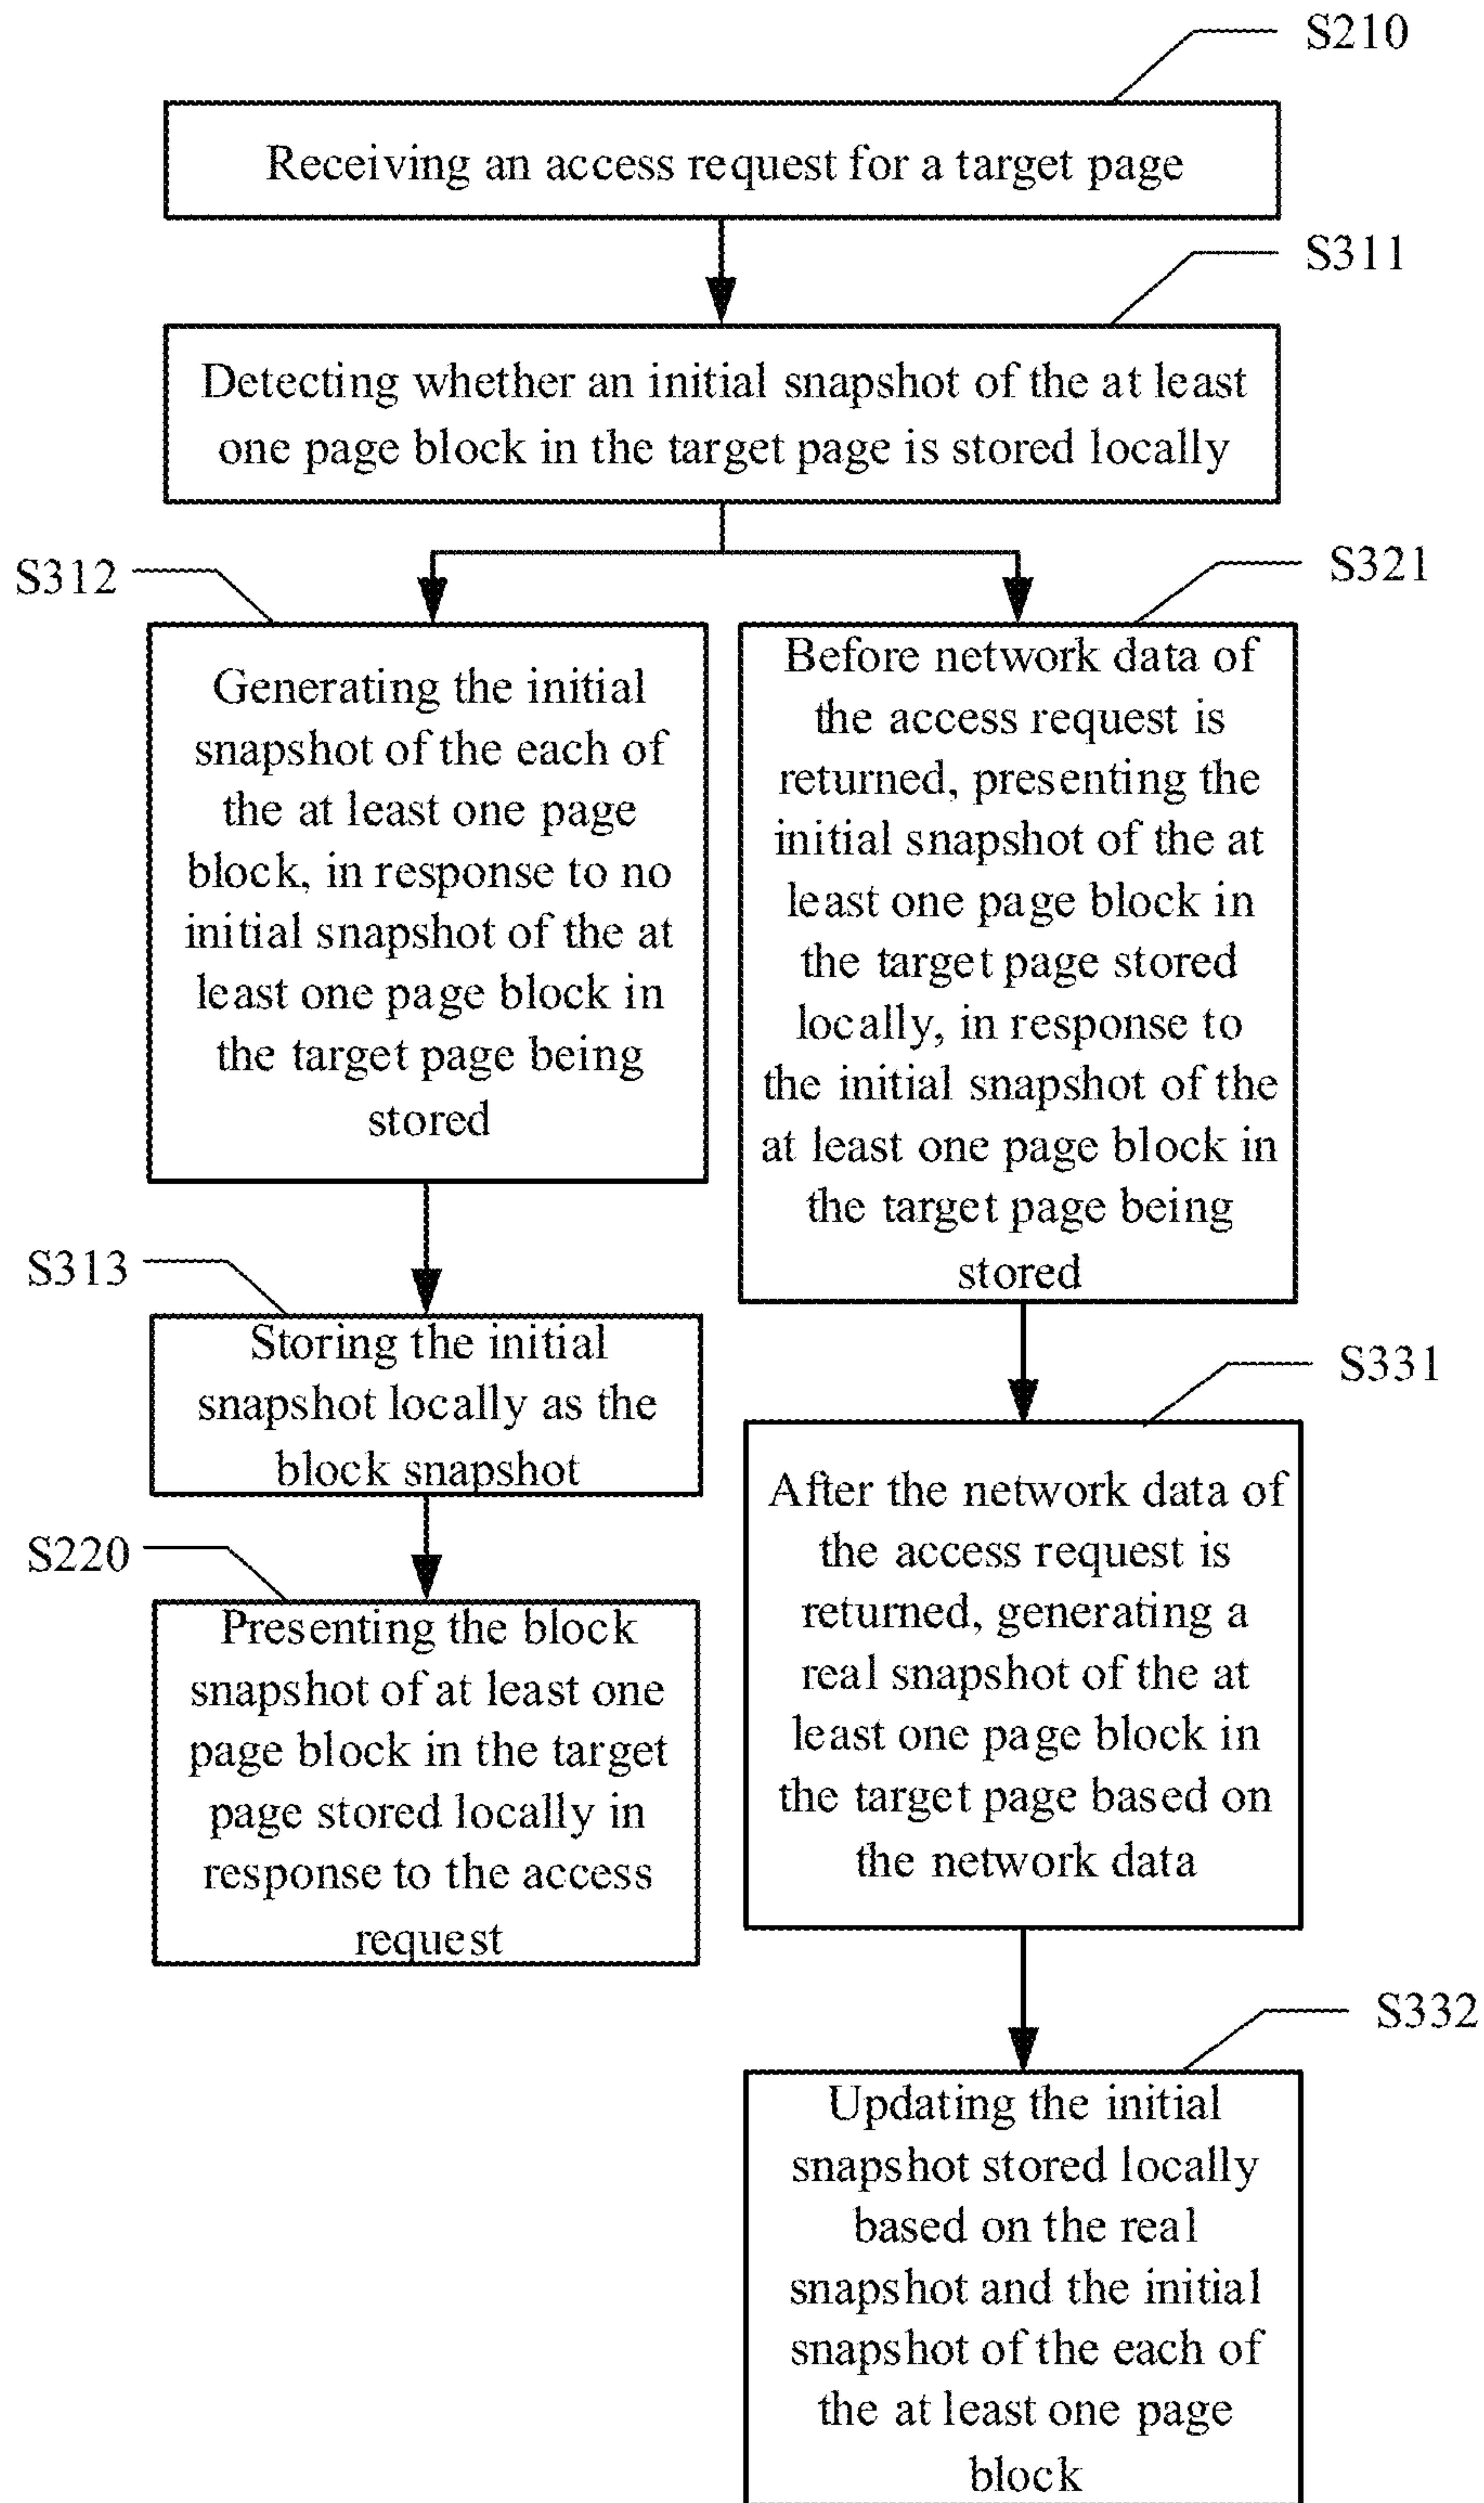 S210
Receiving an access request for a target page
S311
Detecting whether an initial snapshot of the at least
one page block in the target page is stored locally
S312
Generating the initial
snapshot of the each of
the at least one page
block, in response to no
initial snapshot of the at
least one page block in
the target page being
stored
S321
Before network data of
the access request is
returned, presenting the
initial snapshot of the at
least one page block in
the target page stored
locally, in response to
the initial snapshot of the
at least one page block in
the target page being
stored
S313
Storing the initial
snapshot locally as the
block snapshot
S220
Presenting the block
snapshot of at least one
page block in the target
page stored locally in
response to the access
request
S331
After the network data of
the access request is
returned, generating a
real snapshot of the at
least one page block in
the target page based on
the network data
S332
Updating the initial
snapshot stored locally
based on the real
snapshot and the initial
snapshot of the each of
the at least one page
block